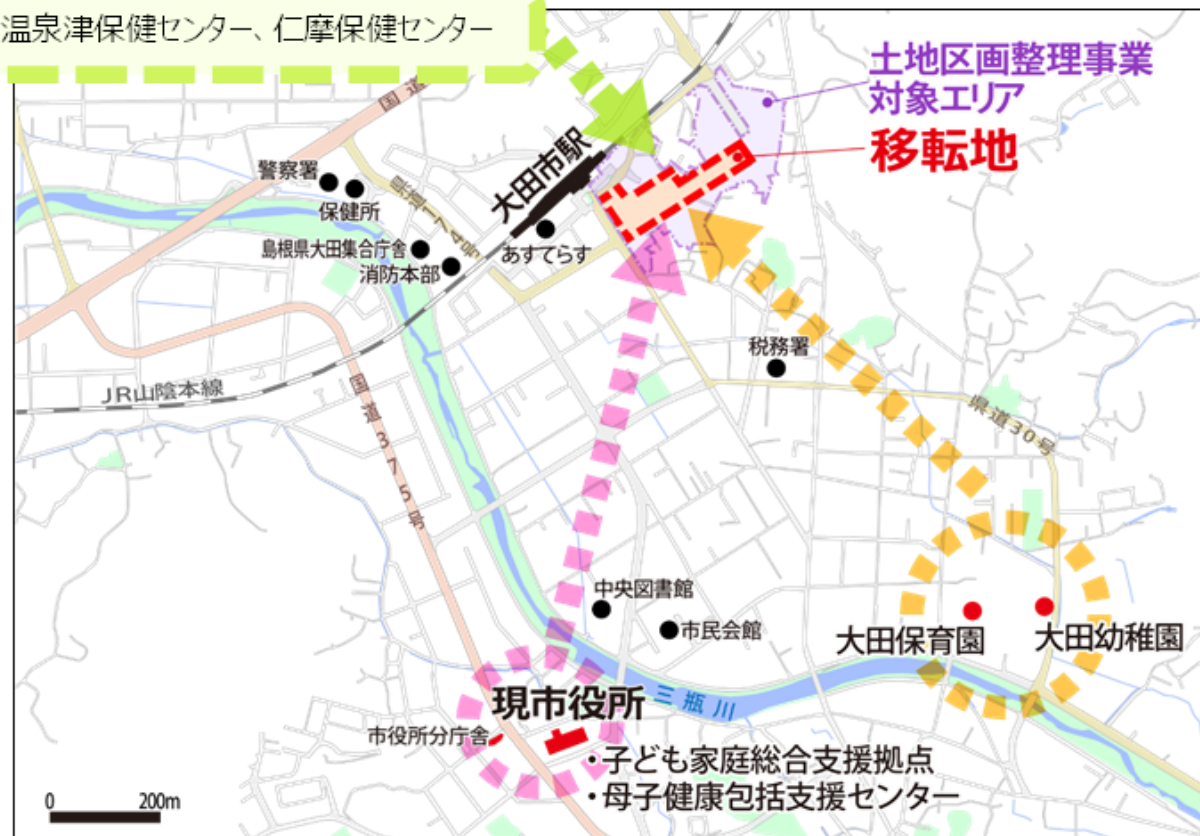 温泉津保健センター、仁摩保健センター
国道
土地区画整理事業
対象エリア
移転地
大田市駅
警察署
保健所
県道174号
島根県大田集合庁舎
消防本部
あすてらす
税務署
JR山陰本線
国道375号
県道30号
中央図書館
市民会館
大田保育園
大田幼稚園
現市役所
三瓶川
市役所分庁舎
・子ども家庭総合支援拠点
・母子健康包括支援センター
0 200m